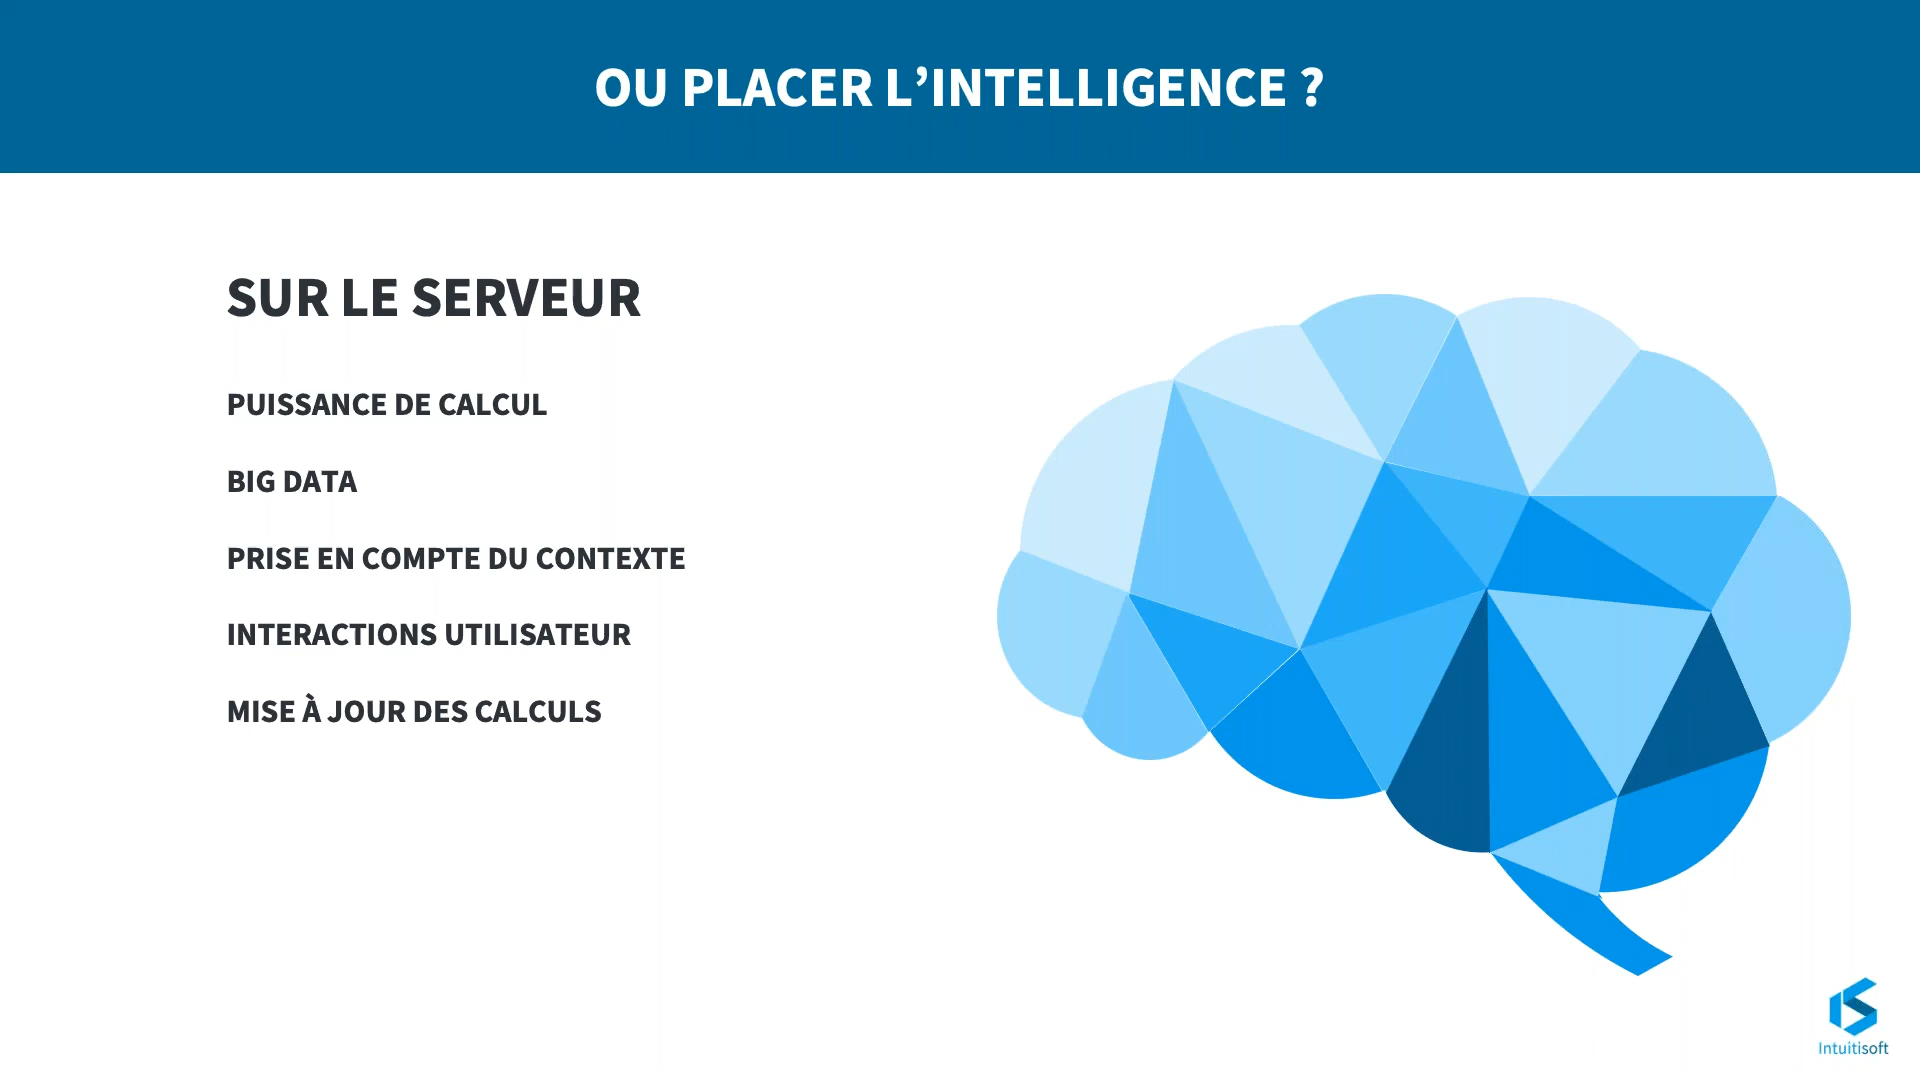 OU PLACER L’INTELLIGENCE ?
SUR LE SERVEUR
PUISSANCE DE CALCUL
BIG DATA
PRISE EN COMPTE DU CONTEXTE
INTERACTIONS UTILISATEUR
MISE À JOUR DES CALCULS
Intuitisoft